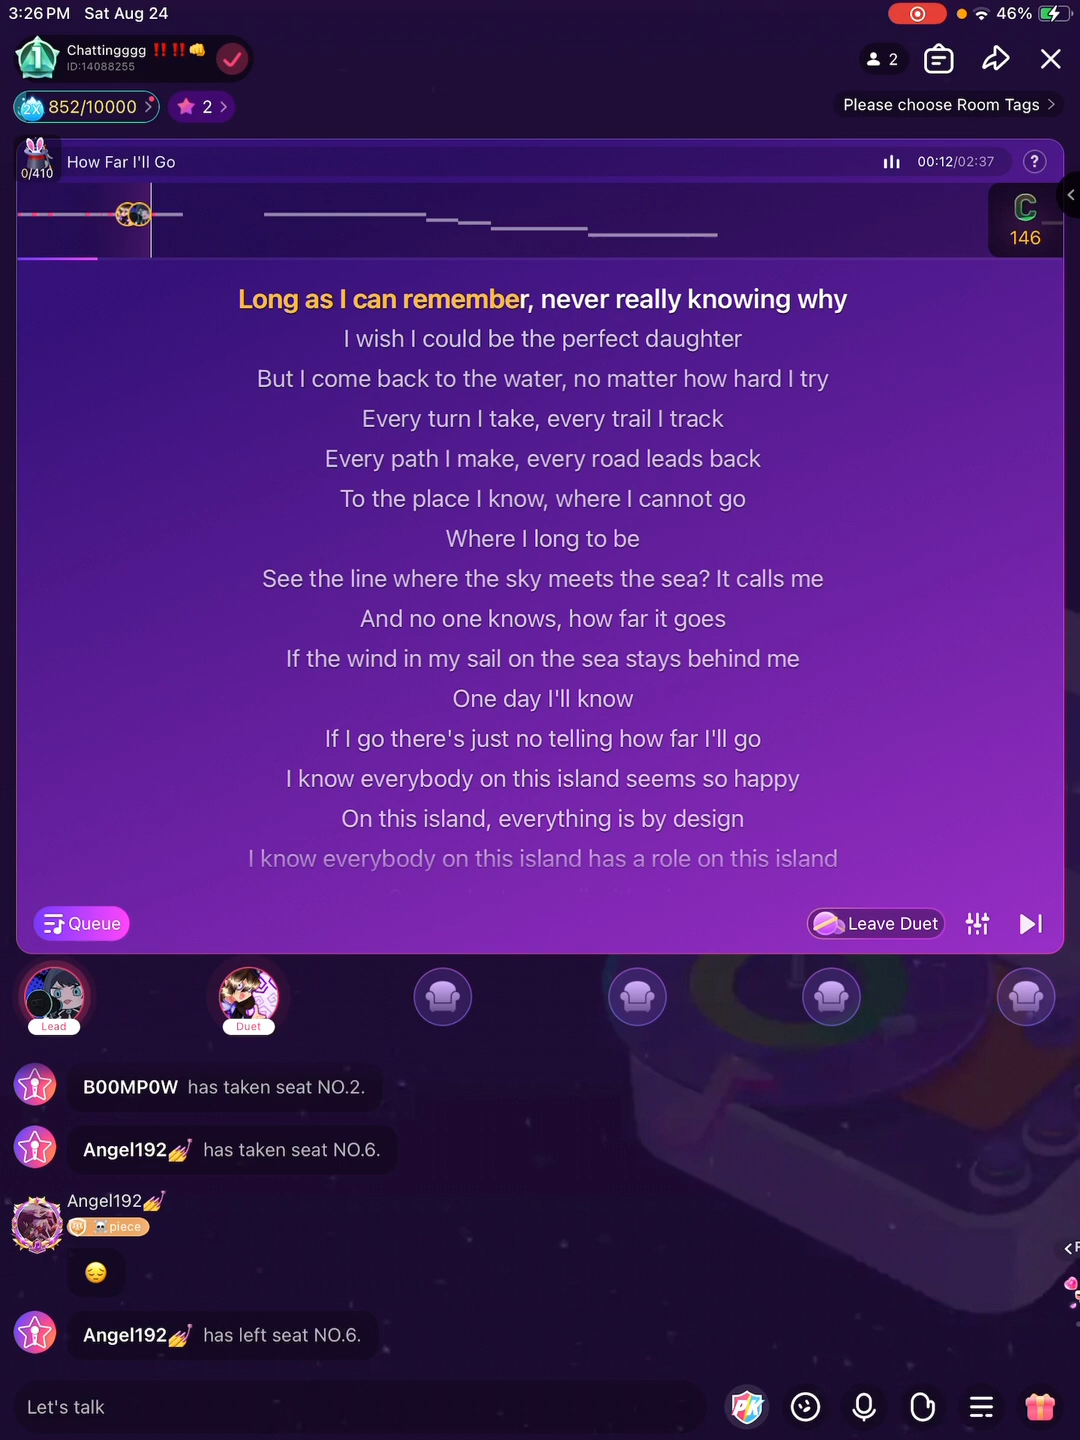 3:26 PM Sat Aug 24
46%
Chattingggg ‼️‼️👊
ID:14088255
2
2X 852/10000
2
Please choose Room Tags
0/410
How Far I'll Go
00:12/02:37
?
C
146
Long as I can remember, never really knowing why
I wish I could be the perfect daughter
But I come back to the water, no matter how hard I try
Every turn I take, every trail I track
Every path I make, every road leads back
To the place I know, where I cannot go
Where I long to be
See the line where the sky meets the sea? It calls me
And no one knows, how far it goes
If the wind in my sail on the sea stays behind me
One day I'll know
If I go there's just no telling how far I'll go
I know everybody on this island seems so happy
On this island, everything is by design
I know everybody on this island has a role on this island
Queue
Leave Duet
Lead
Duet
B00MP0W has taken seat NO.2.
Angel192💅 has taken seat NO.6.
Angel192💅
☠️piece
😔
Angel192💅 has left seat NO.6.
Let's talk
PK